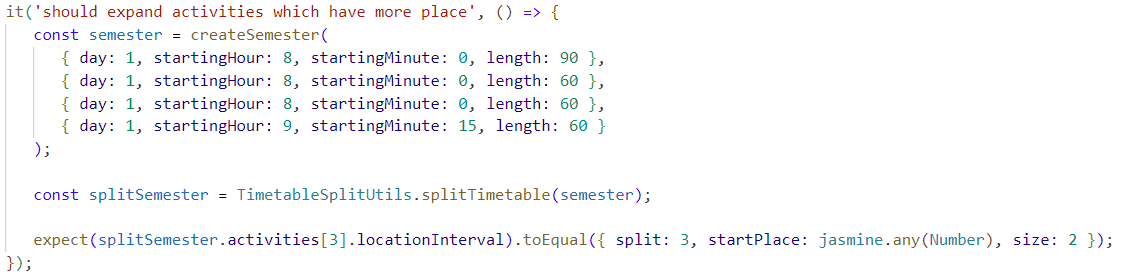 it('should expand activities which have more place', () => {
const semester = createSemester(
{ day: 1, startingHour: 8, startingMinute: 0, length: 90 },
{ day: 1, startingHour: 8, startingMinute: 0, length: 60 },
{ day: 1, startingHour: 8, startingMinute: 0, length: 60 },
{ day: 1, startingHour: 9, startingMinute: 15, length: 60 }
);
const splitSemester = TimetableSplitUtils.splitTimetable(semester);
expect(splitSemester.activities[3].locationInterval).toEqual({ split: 3, startPlace: jasmine.any(Number), size: 2 });
});